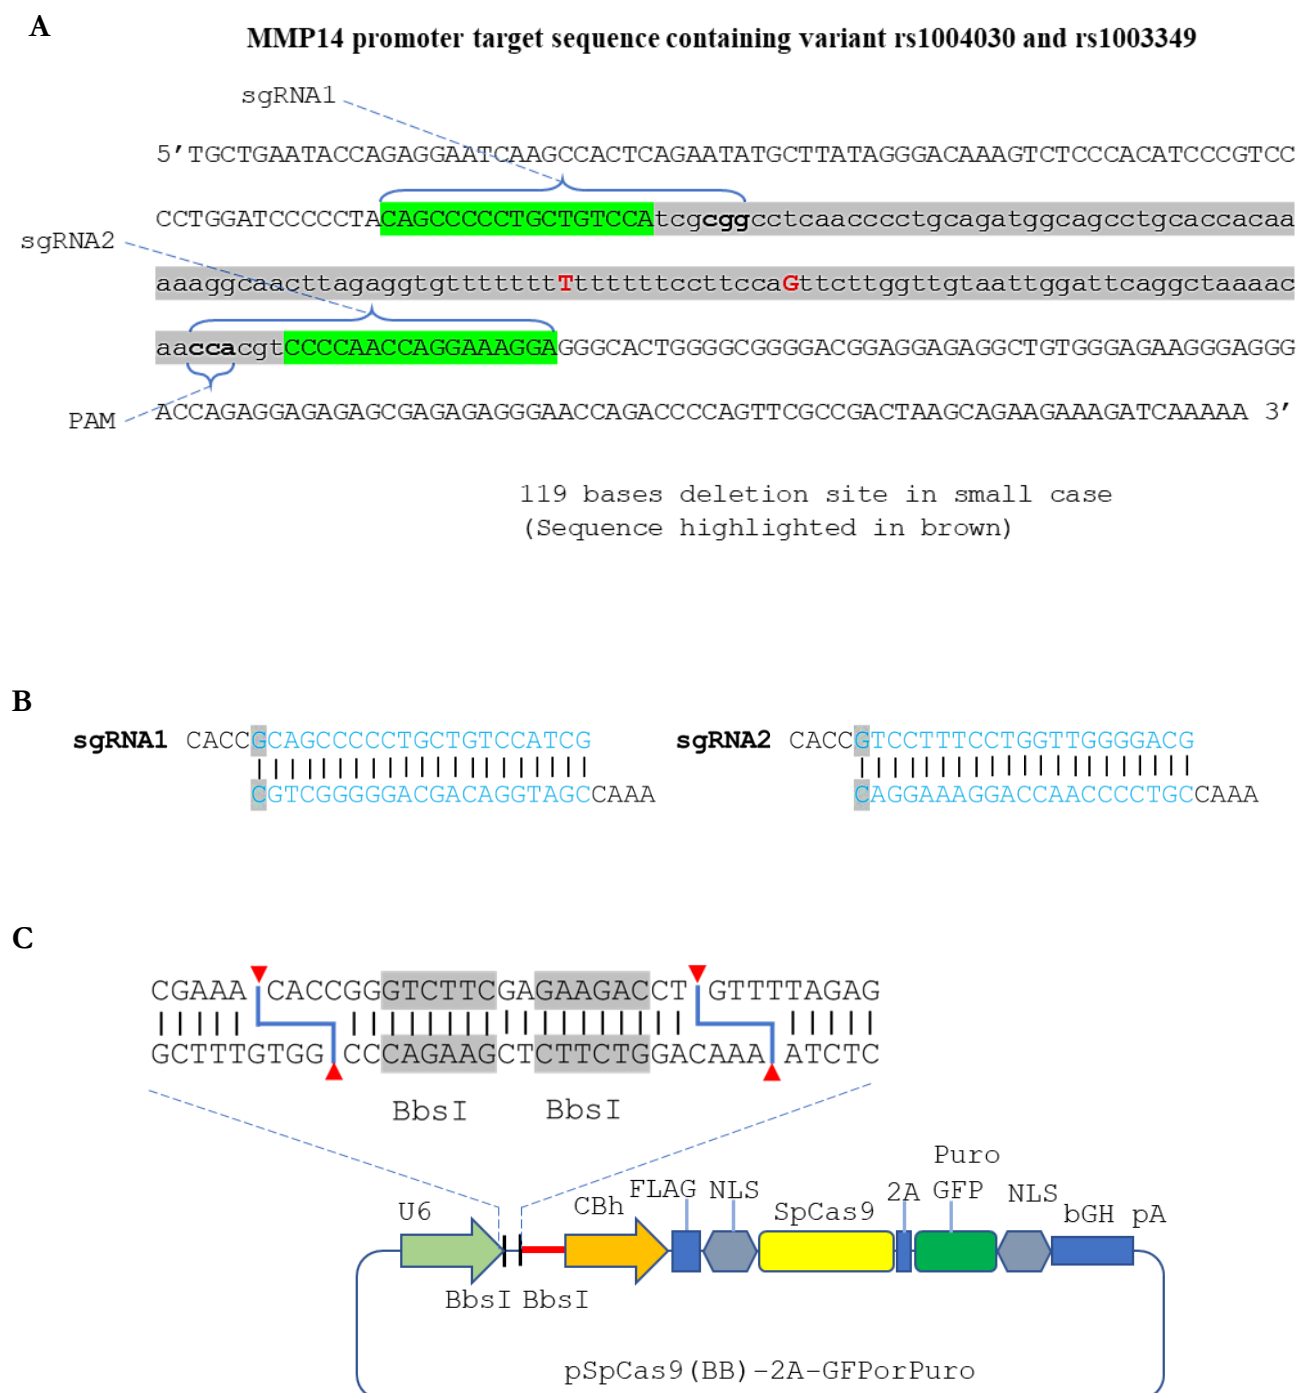 A
MMP14 promoter target sequence containing variant rs1004030 and rs1003349
sgRNA1
5’TGCTGAATACCAGAGGAATCAAGCCACTCAGAATATGCTTATAGGGACAAAGTCTCCCACATCCCGTCC
CCTGGATCCCCCTACAGCCCCCTGCTGTCCAtcgcggcctcaacccctgcagatggcagcctgcaccacaa
sgRNA2
aaaggcaacttagaggtgtttttttTttttttccttccaGttcttggttgtaattggattcaggctaaaac
aaccacgtCCCCAACCAGGAAAGGAGGGCACTGGGGCGGGGACGGAGGAGAGGCTGTGGGAGAAGGGAGGG
PAM
ACCAGAGGAGAGAGCGAGAGAGGGAACCAGACCCCAGTTCGCCGACTAAGCAGAAGAAAGATCAAAAA 3’
119 bases deletion site in small case
(Sequence highlighted in brown)
B
sgRNA1 CACCGCAGCCCCCTGCTGTCCATCG
CGTCGGGGGACGACAGGTAGCCAAA
sgRNA2 CACCGTCCTTTCCTGGTTGGGGACG
CAGGAAAGGACCAACCCCTGCCAAA
C
CGAAA CACCGGGTCTTCGAGAAGACCT GTTTTAGAG
GCTTTGTGG CCCAGAAGCTCTTCTGGACAAA ATCTC
BbsI BbsI
U6
CBh
FLAG NLS
SpCas9
2A
Puro
GFP
NLS
bGH pA
BbsI BbsI
pSpCas9(BB)-2A-GFPorPuro